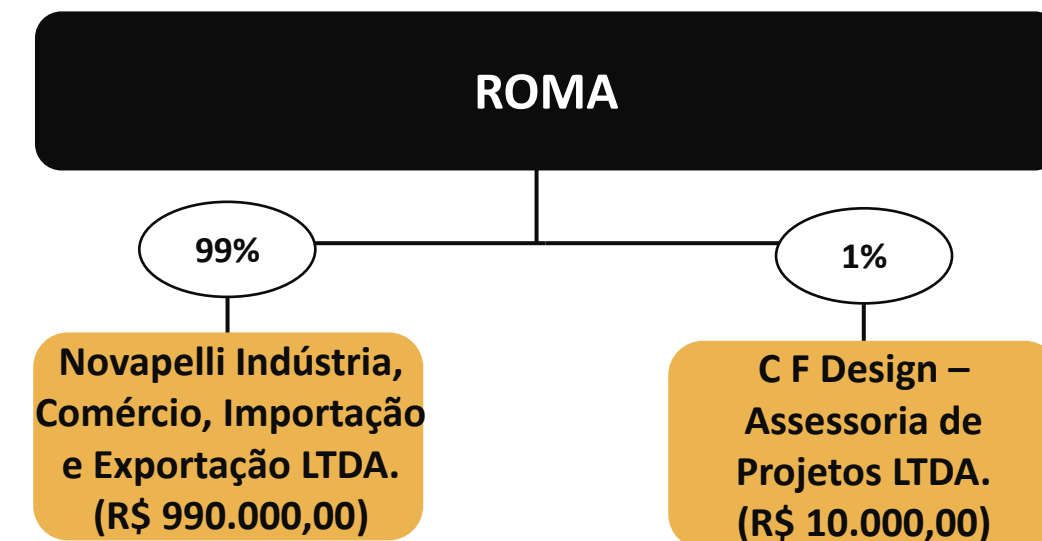 ROMA
99%
1%
Novapelli Indústria,
Comércio, Importação
e Exportação LTDA.
(R$ 990.000,00)
C F Design –
Assessoria de
Projetos LTDA.
(R$ 10.000,00)